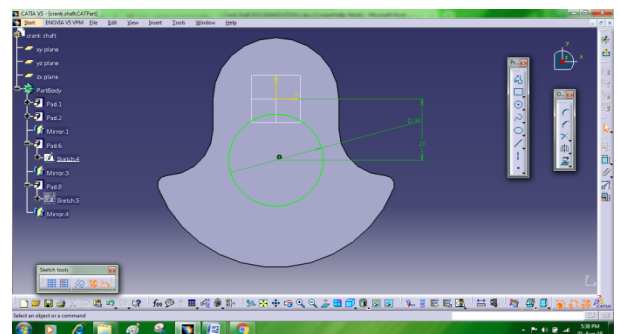 CATIA V5 - [crank shaft.CATPart]
Start ENOVIA V5 VPM File Edit View Insert Tools Window Help
crank shaft
xy plane
yz plane
zx plane
PartBody
Pad.1
Pad.2
Mirror.1
Pad.6
Sketch.4
Mirror.3
Pad.8
Sketch.5
Mirror.4
Sketch tools
Select an object or a command
5:38 PM